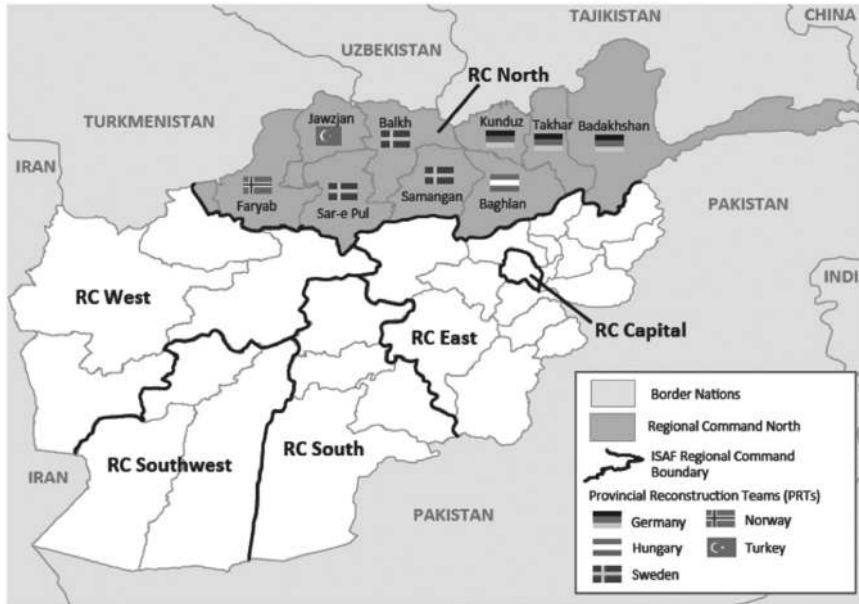 TAJIKISTAN
CHINA
UZBEKISTAN
RC North
TURKMENISTAN
Jawzjan
Balkh
Kunduz
Takhar
Badakhshan
IRAN
Faryab
Sar-e Pul
Samangan
Baghlan
PAKISTAN
INDI
RC West
RC Capital
RC East
RC Southwest
RC South
IRAN
PAKISTAN
Border Nations
Regional Command North
ISAF Regional Command
Boundary
Provincial Reconstruction Teams (PRTs)
Germany
Norway
Hungary
Turkey
Sweden